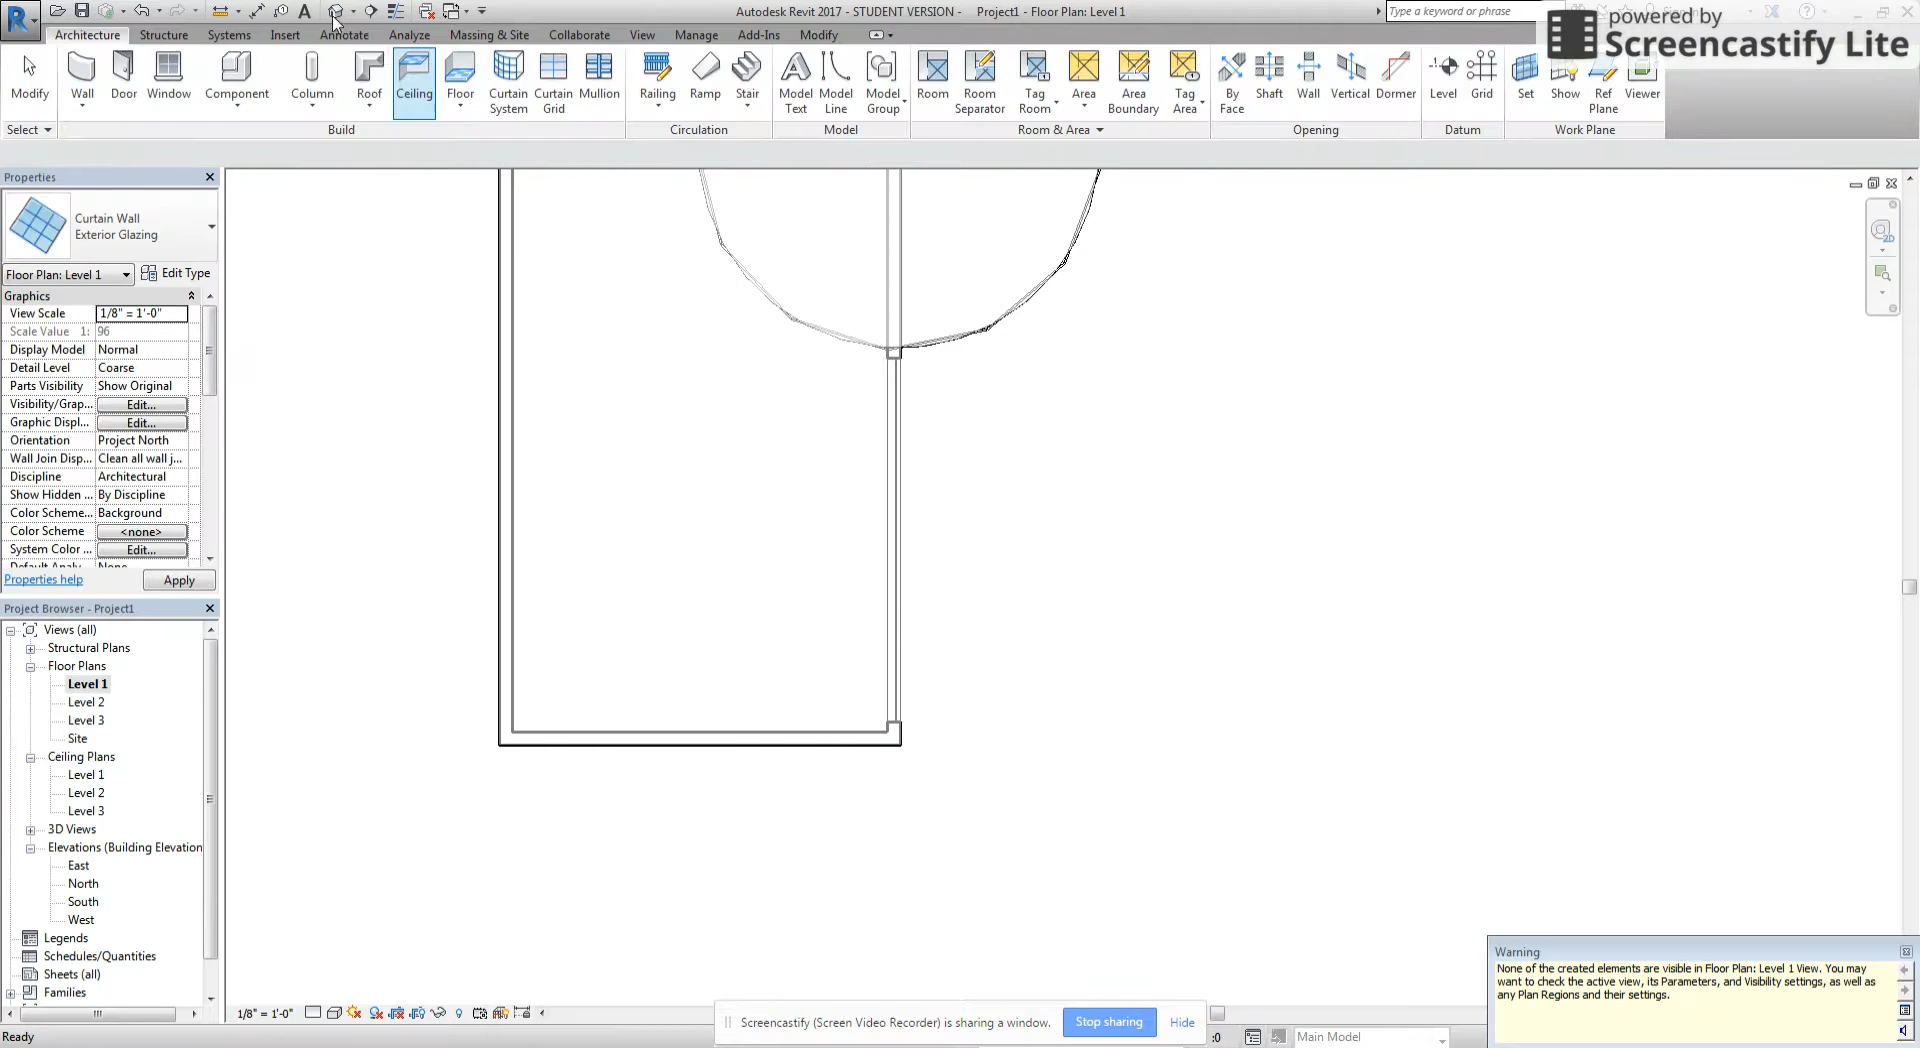 Autodesk Revit 2017 - STUDENT VERSION - Project1 - Floor Plan: Level 1
Type a keyword or phrase
powered by
Screencastify Lite
Architecture Structure Systems Insert Annotate Analyze Massing & Site Collaborate View Manage Add-Ins Modify
Modify Wall Door Window Component Column Roof Ceiling Floor Curtain System Curtain Grid Mullion Railing Ramp Stair Model Text Model Line Model Group Room Room Separator Tag Room Area Area Boundary Tag Area By Face Shaft Wall Vertical Dormer Level Grid Set Show Ref Plane Viewer
Select Build Circulation Model Room & Area Opening Datum Work Plane
Properties
Curtain Wall
Exterior Glazing
Floor Plan: Level 1 Edit Type
Graphics
View Scale 1/8" = 1'-0"
Scale Value 1: 96
Display Model Normal
Detail Level Coarse
Parts Visibility Show Original
Visibility/Grap... Edit...
Graphic Displ... Edit...
Orientation Project North
Wall Join Disp... Clean all wall j...
Discipline Architectural
Show Hidden ... By Discipline
Color Scheme... Background
Color Scheme <none>
System Color ... Edit...
Properties help Apply
Project Browser - Project1
Views (all)
Structural Plans
Floor Plans
Level 1
Level 2
Level 3
Site
Ceiling Plans
Level 1
Level 2
Level 3
3D Views
Elevations (Building Elevation
East
North
South
West
Legends
Schedules/Quantities
Sheets (all)
Families
Warning
None of the created elements are visible in Floor Plan: Level 1 View. You may
want to check the active view, its Parameters, and Visibility settings, as well as
any Plan Regions and their settings.
1/8" = 1'-0"
Screencastify (Screen Video Recorder) is sharing a window. Stop sharing Hide
Ready :0 Main Model